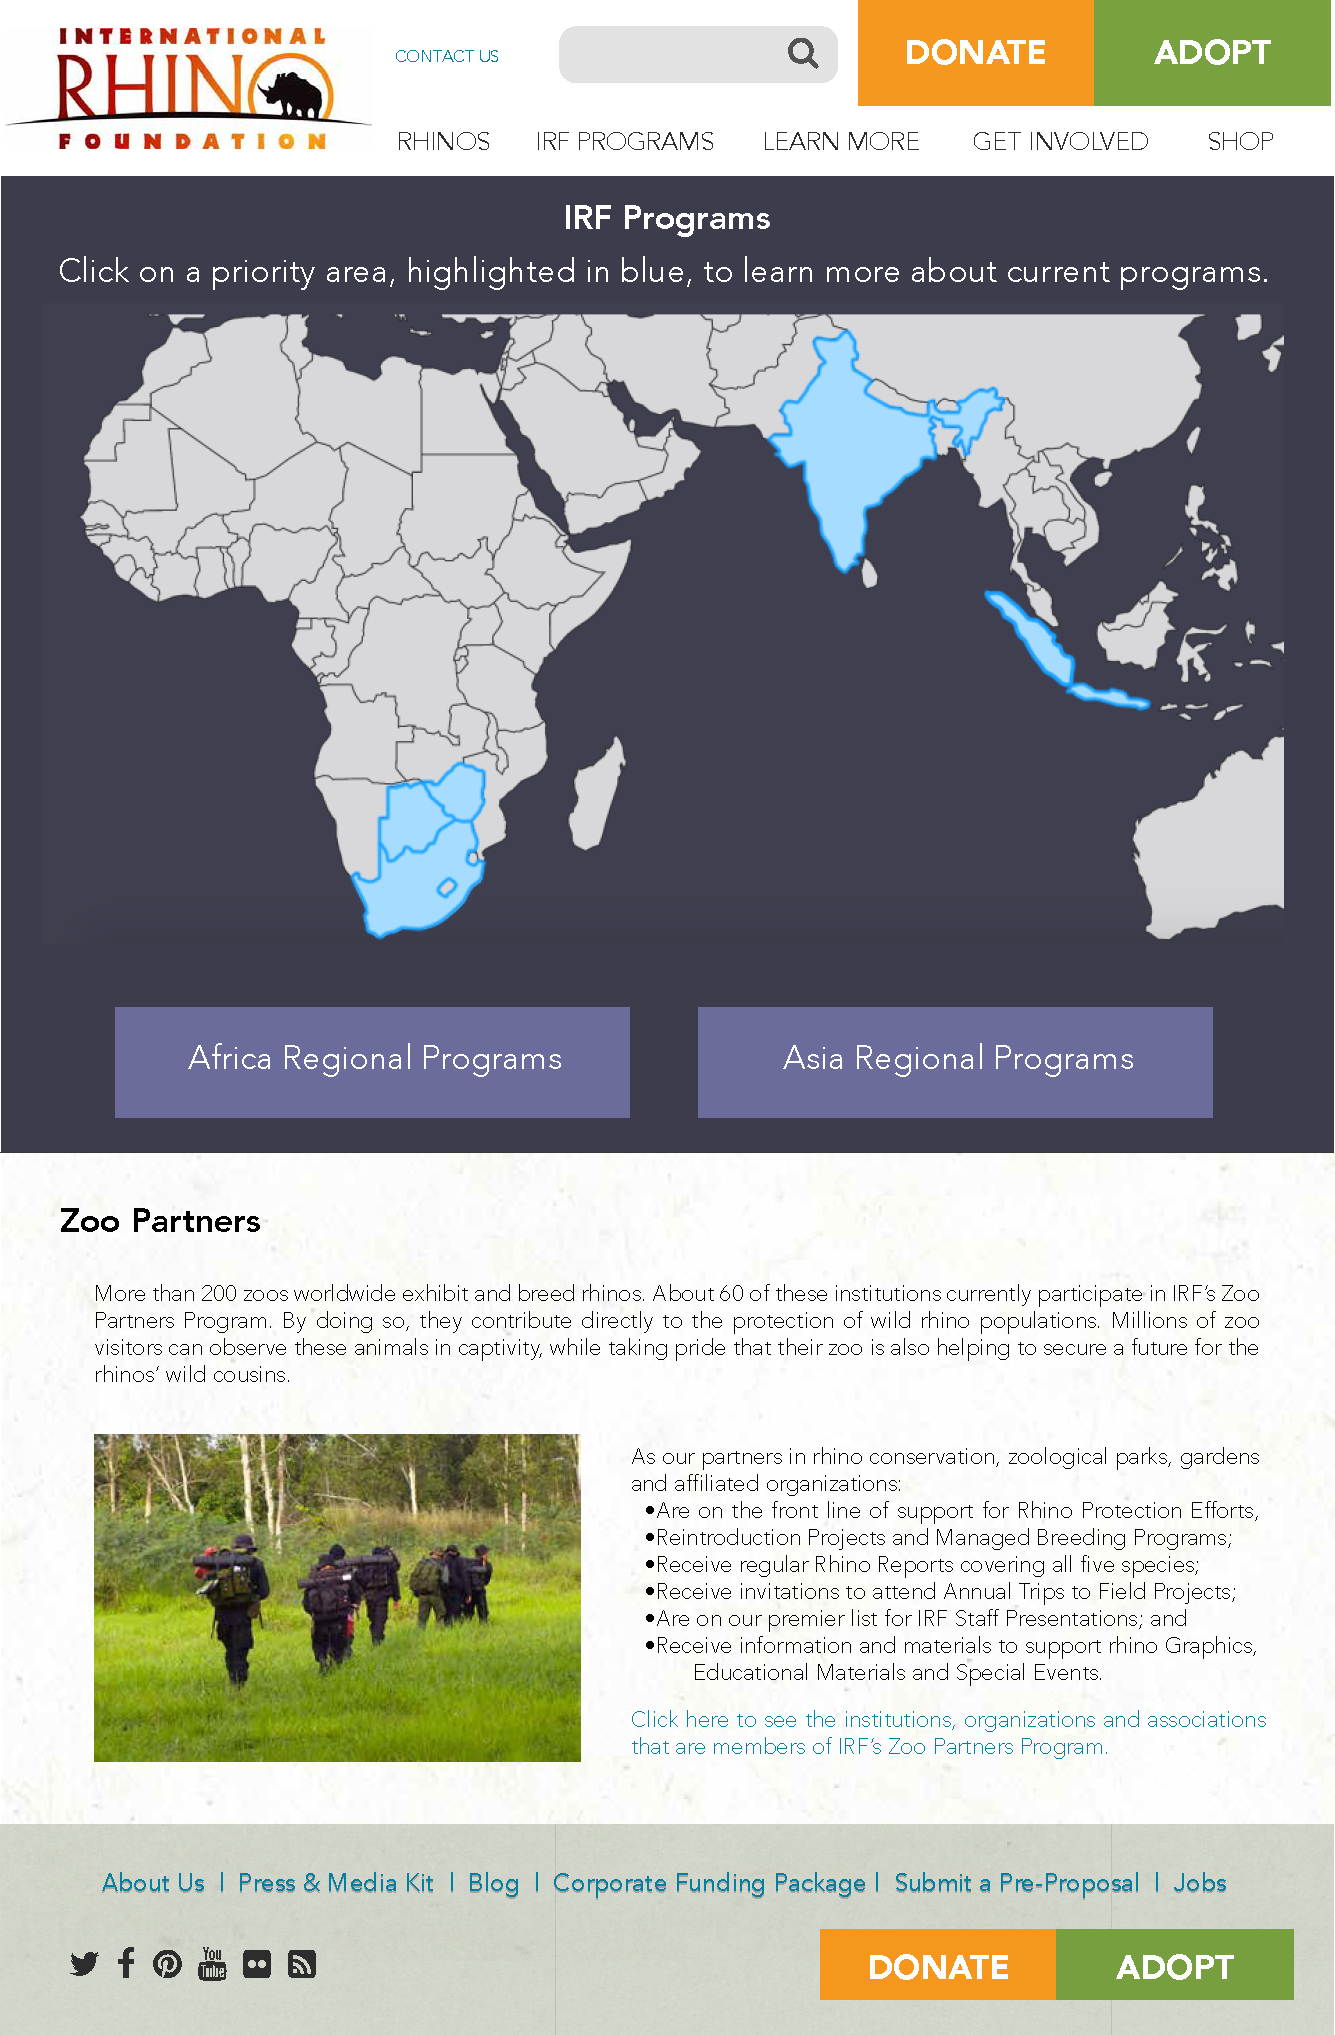 INTERNATIONAL
RHINO
FOUNDATION
CONTACT US
DONATE
ADOPT
RHINOS
IRF PROGRAMS
LEARN MORE
GET INVOLVED
SHOP
IRF Programs
Click on a priority area, highlighted in blue, to learn more about current programs.
Africa Regional Programs
Asia Regional Programs
Zoo Partners
More than 200 zoos worldwide exhibit and breed rhinos. About 60 of these institutions currently participate in IRF’s Zoo
Partners Program. By doing so, they contribute directly to the protection of wild rhino populations. Millions of zoo
visitors can observe these animals in captivity, while taking pride that their zoo is also helping to secure a future for the
rhinos’ wild cousins.
As our partners in rhino conservation, zoological parks, gardens
and affiliated organizations:
•Are on the front line of support for Rhino Protection Efforts,
•Reintroduction Projects and Managed Breeding Programs;
•Receive regular Rhino Reports covering all five species;
•Receive invitations to attend Annual Trips to Field Projects;
•Are on our premier list for IRF Staff Presentations; and
•Receive information and materials to support rhino Graphics,
Educational Materials and Special Events.
Click here to see the institutions, organizations and associations
that are members of IRF’s Zoo Partners Program.
About Us | Press & Media Kit | Blog | Corporate Funding Package | Submit a Pre-Proposal | Jobs
You
Tube
DONATE
ADOPT